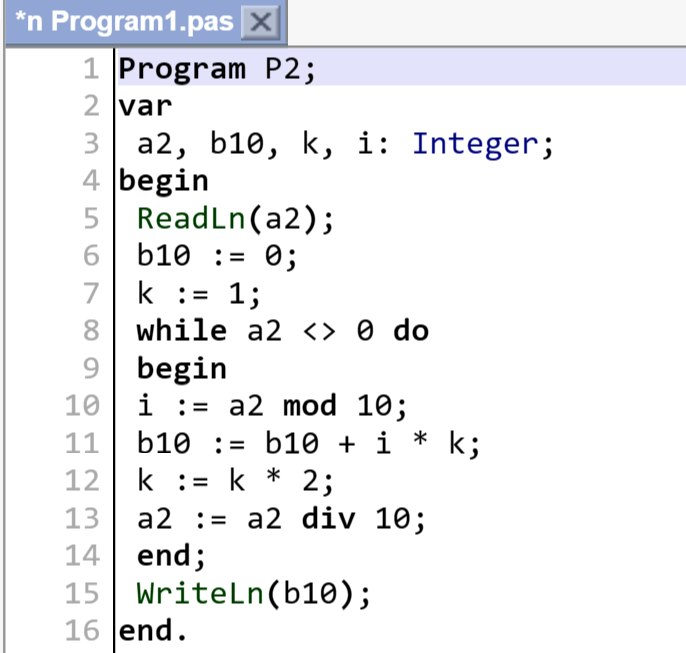 *n Program1.pas
1 Program P2;
2 var
3 a2, b10, k, i: Integer;
4 begin
5 ReadLn(a2);
6 b10 := 0;
7 k := 1;
8 while a2 <> 0 do
9 begin
10 i := a2 mod 10;
11 b10 := b10 + i * k;
12 k := k * 2;
13 a2 := a2 div 10;
14 end;
15 WriteLn(b10);
16 end.